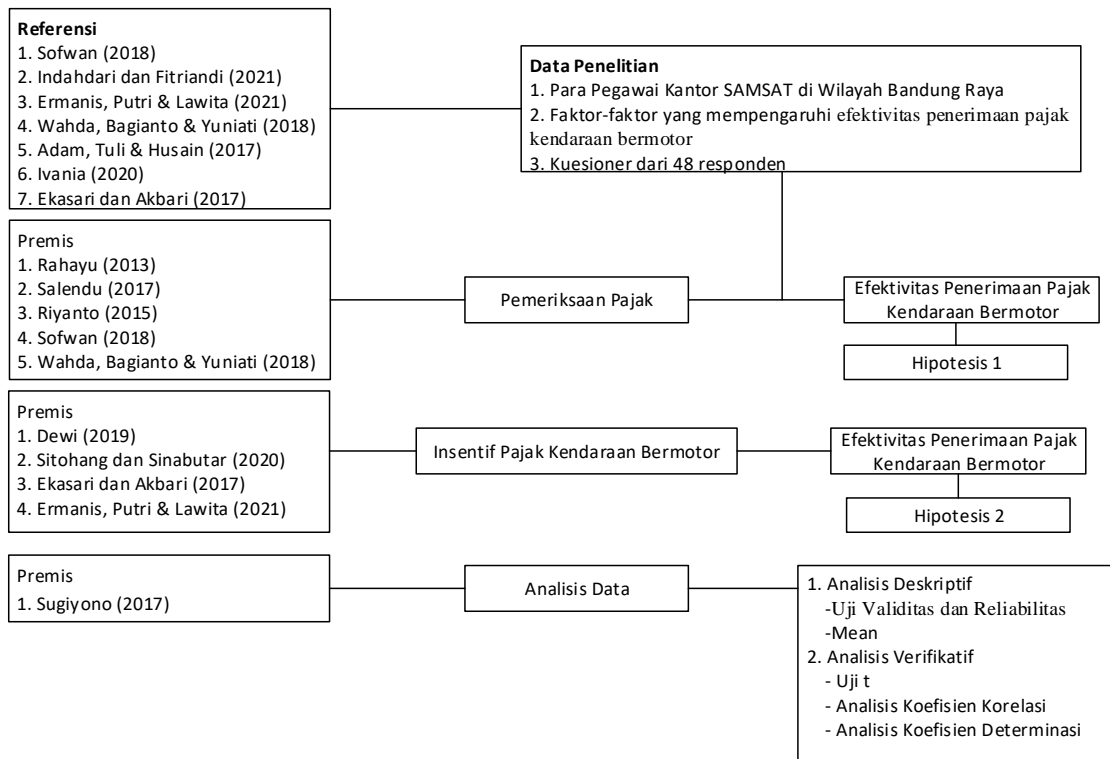 Referensi
1. Sofwan (2018)
2. Indahdari dan Fitriandi (2021)
3. Ermanis, Putri & Lawita (2021)
4. Wahda, Bagianto & Yuniati (2018)
5. Adam, Tuli & Husain (2017)
6. Ivania (2020)
7. Ekasari dan Akbari (2017)
Data Penelitian
1. Para Pegawai Kantor SAMSAT di Wilayah Bandung Raya
2. Faktor-faktor yang mempengaruhi efektivitas penerimaan pajak
kendaraan bermotor
3. Kuesioner dari 48 responden
Premis
1. Rahayu (2013)
2. Salendu (2017)
3. Riyanto (2015)
4. Sofwan (2018)
5. Wahda, Bagianto & Yuniati (2018)
Pemeriksaan Pajak
Efektivitas Penerimaan Pajak
Kendaraan Bermotor
Hipotesis 1
Premis
1. Dewi (2019)
2. Sitohang dan Sinabutar (2020)
3. Ekasari dan Akbari (2017)
4. Ermanis, Putri & Lawita (2021)
Insentif Pajak Kendaraan Bermotor
Efektivitas Penerimaan Pajak
Kendaraan Bermotor
Hipotesis 2
Premis
1. Sugiyono (2017)
Analisis Data
1. Analisis Deskriptif
-Uji Validitas dan Reliabilitas
-Mean
2. Analisis Verifikatif
- Uji t
- Analisis Koefisien Korelasi
- Analisis Koefisien Determinasi